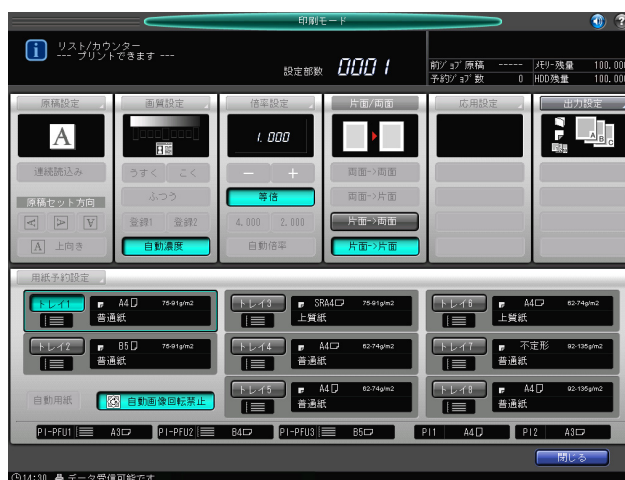 印刷モード
リスト/カウンター
--- プリントできます ---
設定部数 0001
前ジョブ原稿 ----- メモリー残量 100.00
予約ジョブ数 0 HDD残量 100.00
原稿設定 画質設定 倍率設定 片面/両面 応用設定 出力設定
A 1.000 A B C
連続読込み うすく こく - + 両面->両面
原稿セット方向 ふつう 等倍 両面->片面
登録1 登録2 4.000 2.000 片面->両面
A 上向き 自動濃度 自動倍率 片面->片面
用紙予約設定
トレイ1 A4 75-91g/m2 普通紙
トレイ3 SRA4 75-91g/m2 上質紙
トレイ6 A4 62-74g/m2 上質紙
トレイ2 B5 75-91g/m2 普通紙
トレイ4 A4 62-74g/m2 普通紙
トレイ7 不定形 92-135g/m2 普通紙
自動用紙 自動画像回転禁止
トレイ5 A4 62-74g/m2 普通紙
トレイ8 A4 92-135g/m2 普通紙
PI-PFU1 A3 PI-PFU2 B4 PI-PFU3 B5 PI1 A4 PI2 A3
閉じる
14:30 データ受信可能です